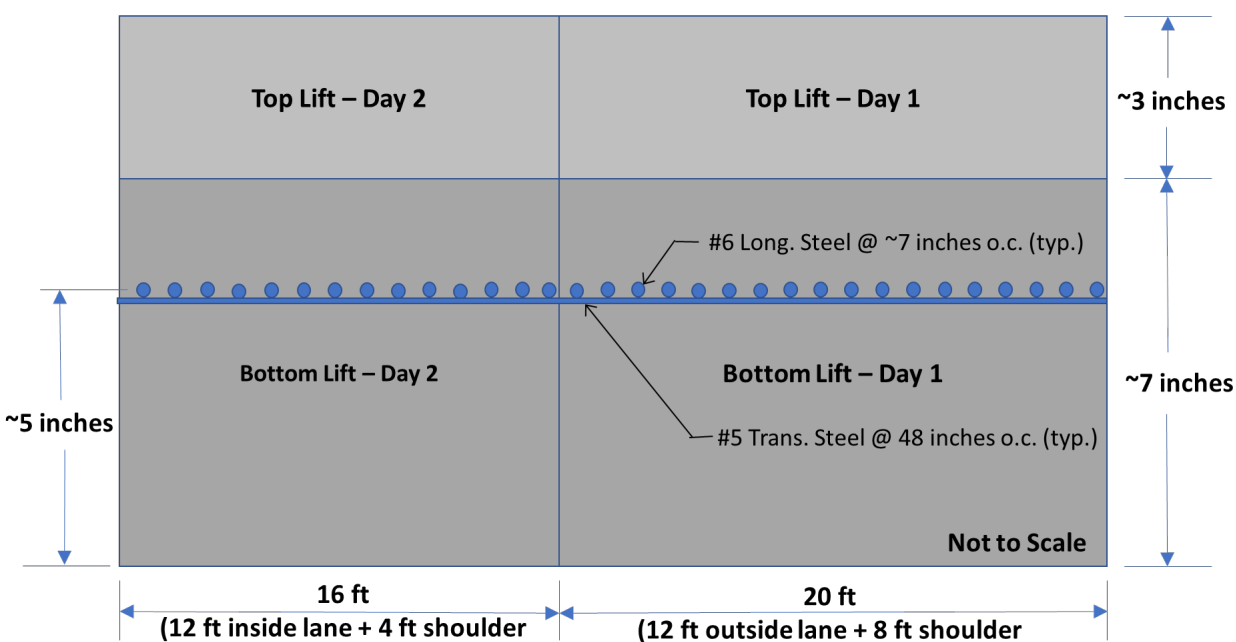 Top Lift – Day 2
Top Lift – Day 1
~3 inches
#6 Long. Steel @ ~7 inches o.c. (typ.)
Bottom Lift – Day 2
Bottom Lift – Day 1
~7 inches
~5 inches
#5 Trans. Steel @ 48 inches o.c. (typ.)
Not to Scale
16 ft
(12 ft inside lane + 4 ft shoulder
20 ft
(12 ft outside lane + 8 ft shoulder